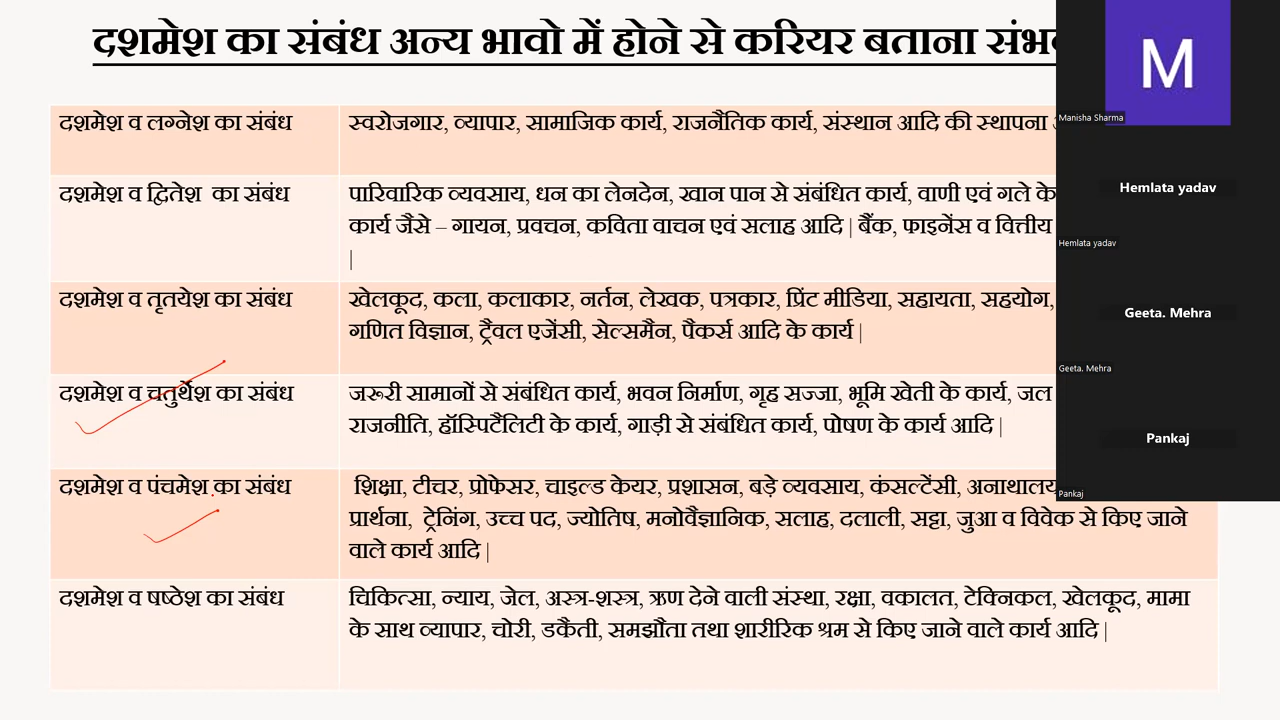 दशमेश का संबंध अन्य भावो में होने से करियर बताना
दशमेश व लग्नेश का संबंध
स्वरोजगार, व्यापार, सामाजिक कार्य, राजनैतिक कार्य, संस्थान आदि की स्थापना
दशमेश व द्वितेश का संबंध
पारिवारिक व्यवसाय, धन का लेनदेन, खान पान से संबंधित कार्य, वाणी एवं गले के
कार्य जैसे – गायन, प्रवचन, कविता वाचन एवं सलाह आदि | बैंक, फाइनेंस व वित्तीय
|
दशमेश व तृतयेश का संबंध
खेलकूद, कला, कलाकार, नर्तन, लेखक, पत्रकार, प्रिंट मीडिया, सहायता, सहयोग,
गणित विज्ञान, ट्रैवल एजेंसी, सेल्समैन, पैकर्स आदि के कार्य |
दशमेश व चतुर्थेश का संबंध
जरूरी सामानों से संबंधित कार्य, भवन निर्माण, गृह सज्जा, भूमि खेती के कार्य, जल
राजनीति, हॉस्पिटैलिटी के कार्य, गाड़ी से संबंधित कार्य, पोषण के कार्य आदि |
दशमेश व पंचमेश का संबंध
शिक्षा, टीचर, प्रोफेसर, चाइल्ड केयर, प्रशासन, बड़े व्यवसाय, कंसल्टेंसी, अनाथालय
प्रार्थना, ट्रेनिंग, उच्च पद, ज्योतिष, मनोवैज्ञानिक, सलाह, दलाली, सट्टा, जुआ व विवेक से किए जाने
वाले कार्य आदि |
दशमेश व षष्ठेश का संबंध
चिकित्सा, न्याय, जेल, अस्त्र-शस्त्र, ऋण देने वाली संस्था, रक्षा, वकालत, टेक्निकल, खेलकूद, मामा
के साथ व्यापार, चोरी, डकैती, समझौता तथा शारीरिक श्रम से किए जाने वाले कार्य आदि |
M
Manisha Sharma
Hemlata yadav
Hemlata yadav
Geeta. Mehra
Geeta. Mehra
Pankaj
Pankaj